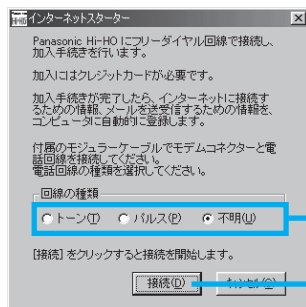 インターネットスターター
Panasonic Hi-HOにフリーダイヤル回線で接続し、
加入手続きを行います。
加入にはクレジットカードが必要です。
加入手続きが完了したら、インターネットに接続す
るための情報、メールを送受信するための情報を、
コンピュータに自動的に登録します。
付属のモジュラーケーブルでモデムコネクターと電
話回線を接続してください。
電話回線の種類を選択してください。
回線の種類
トーン(T) パルス(P) 不明(U)
[接続] をクリックすると接続を開始します。
接続(D) キャンセル(C)